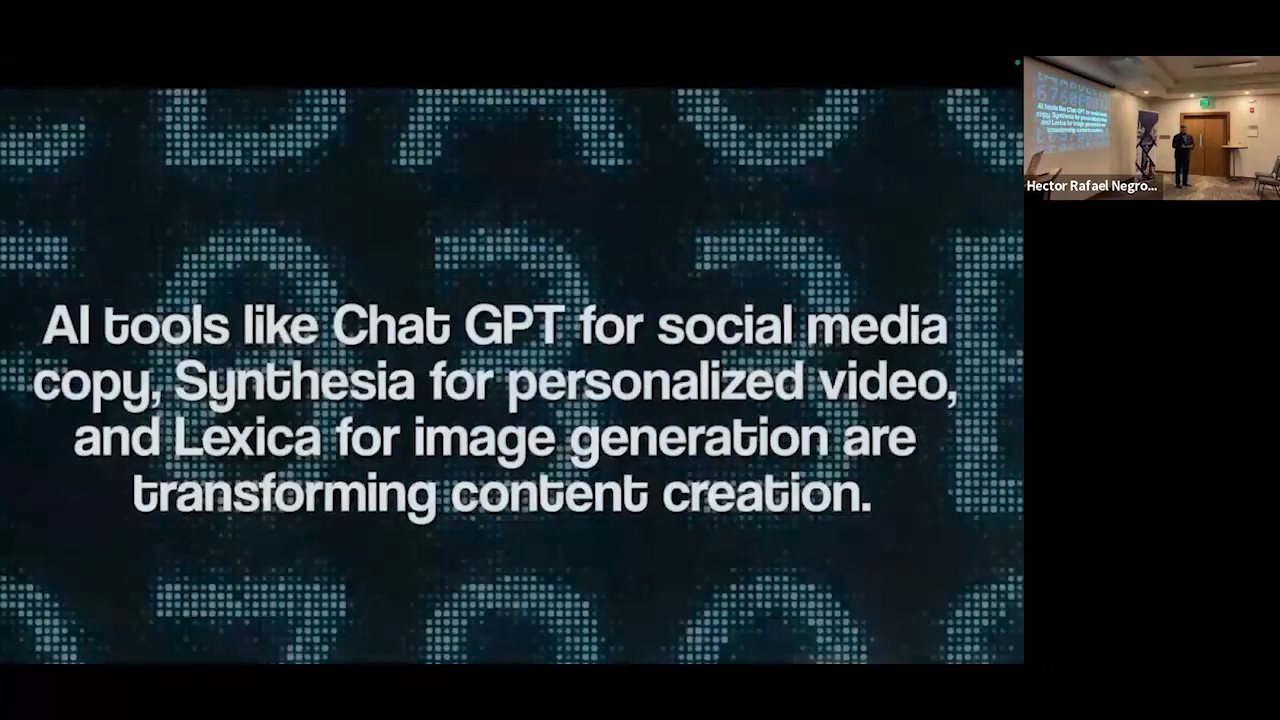 AI tools like Chat GPT for social media
copy, Synthesia for personalized video,
and Lexica for image generation are
transforming content creation.
Hector Rafael Negro...